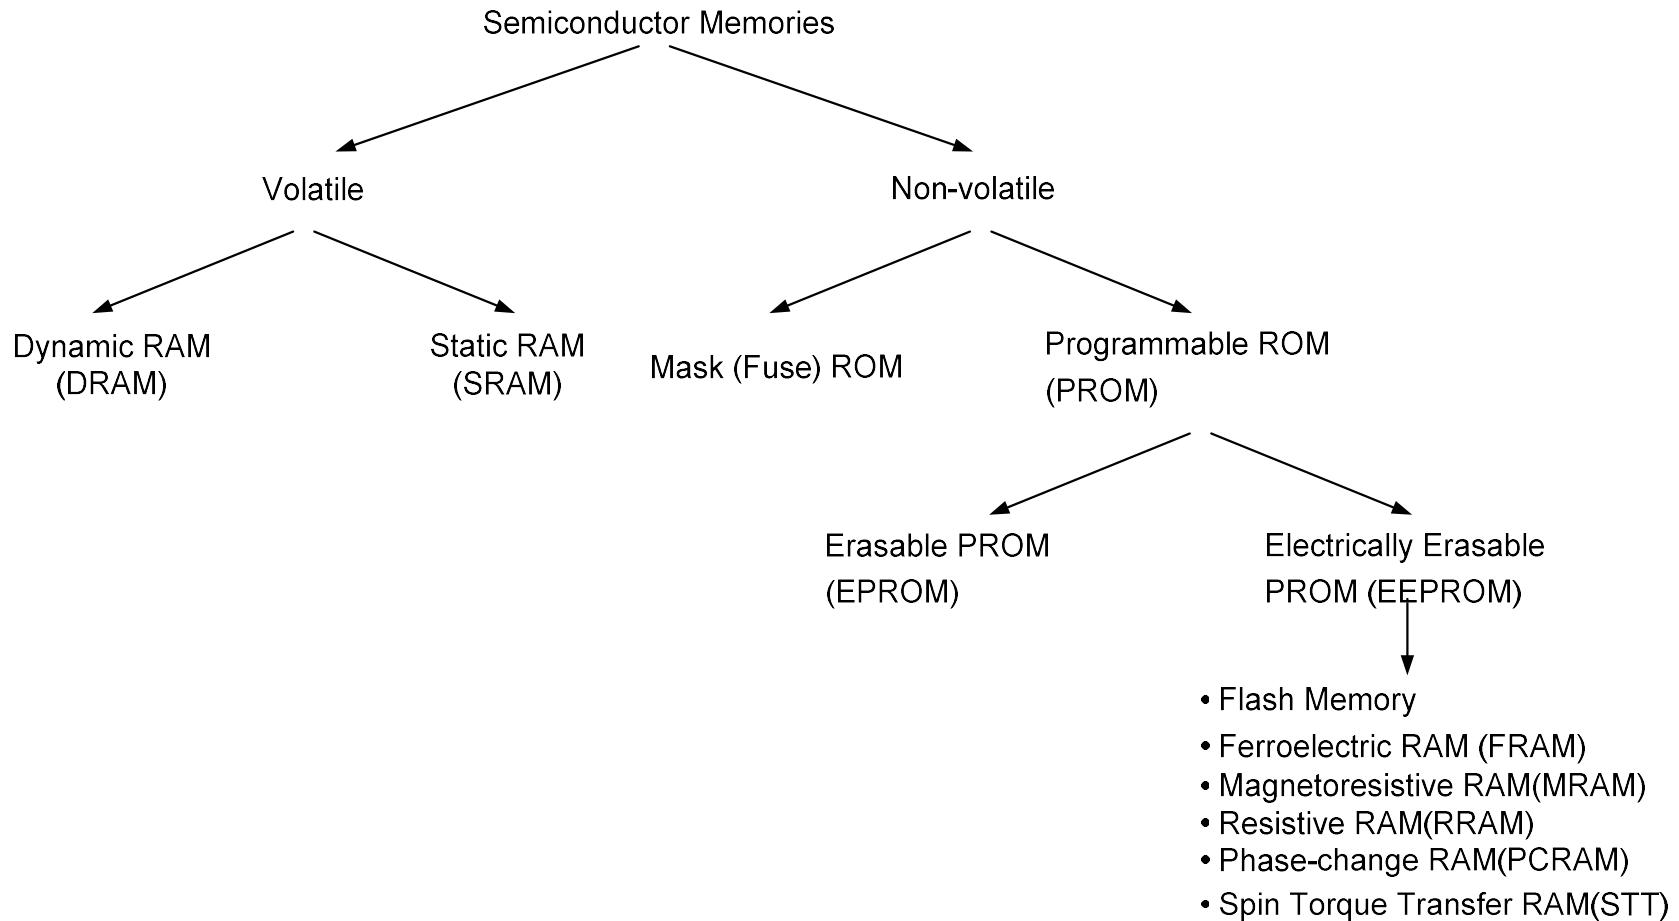 Semiconductor Memories
Volatile
Non-volatile
Dynamic RAM
(DRAM)
Static RAM
(SRAM)
Mask (Fuse) ROM
Programmable ROM
(PROM)
Erasable PROM
(EPROM)
Electrically Erasable
PROM (EEPROM)
• Flash Memory
• Ferroelectric RAM (FRAM)
• Magnetoresistive RAM(MRAM)
• Resistive RAM(RRAM)
• Phase-change RAM(PCRAM)
• Spin Torque Transfer RAM(STT)